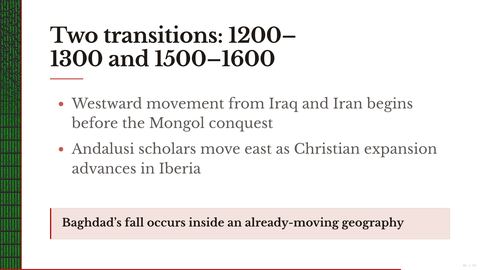 Two transitions: 1200–
1300 and 1500–1600
• Westward movement from Iraq and Iran begins
before the Mongol conquest
• Andalusi scholars move east as Christian expansion
advances in Iberia
Baghdad's fall occurs inside an already-moving geography